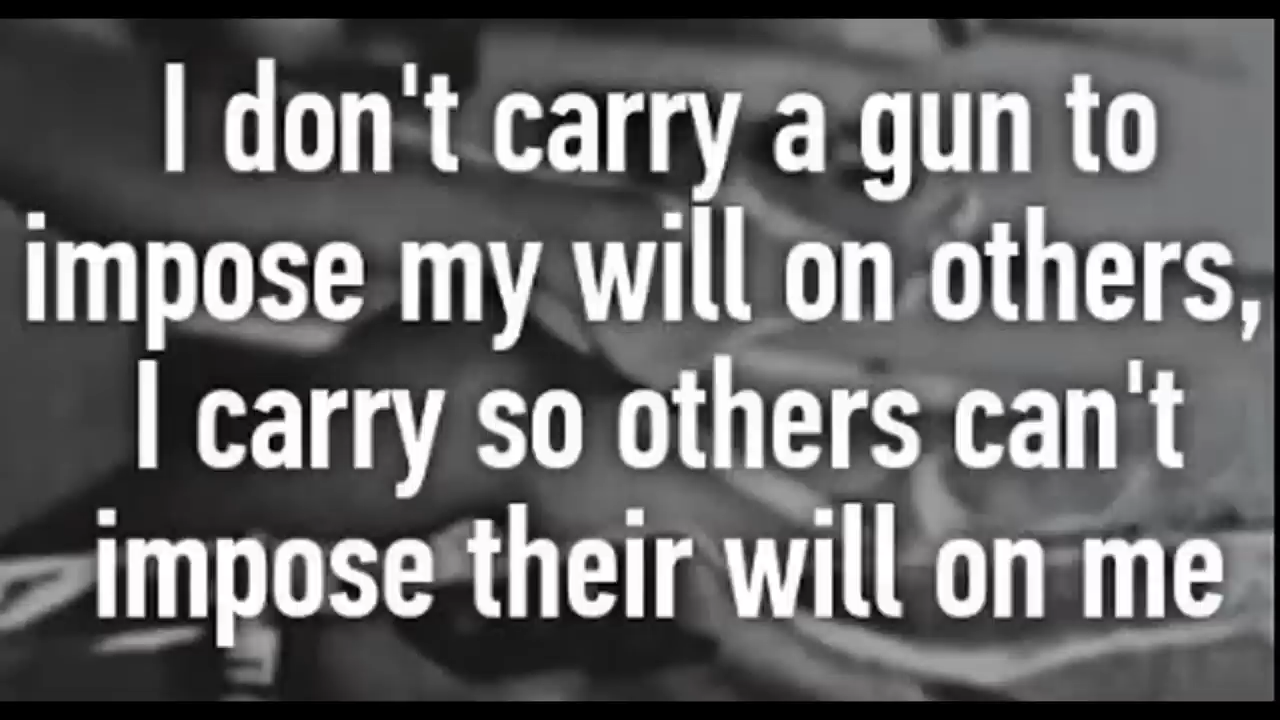 I don't carry a gun to
impose my will on others,
I carry so others can't
impose their will on me